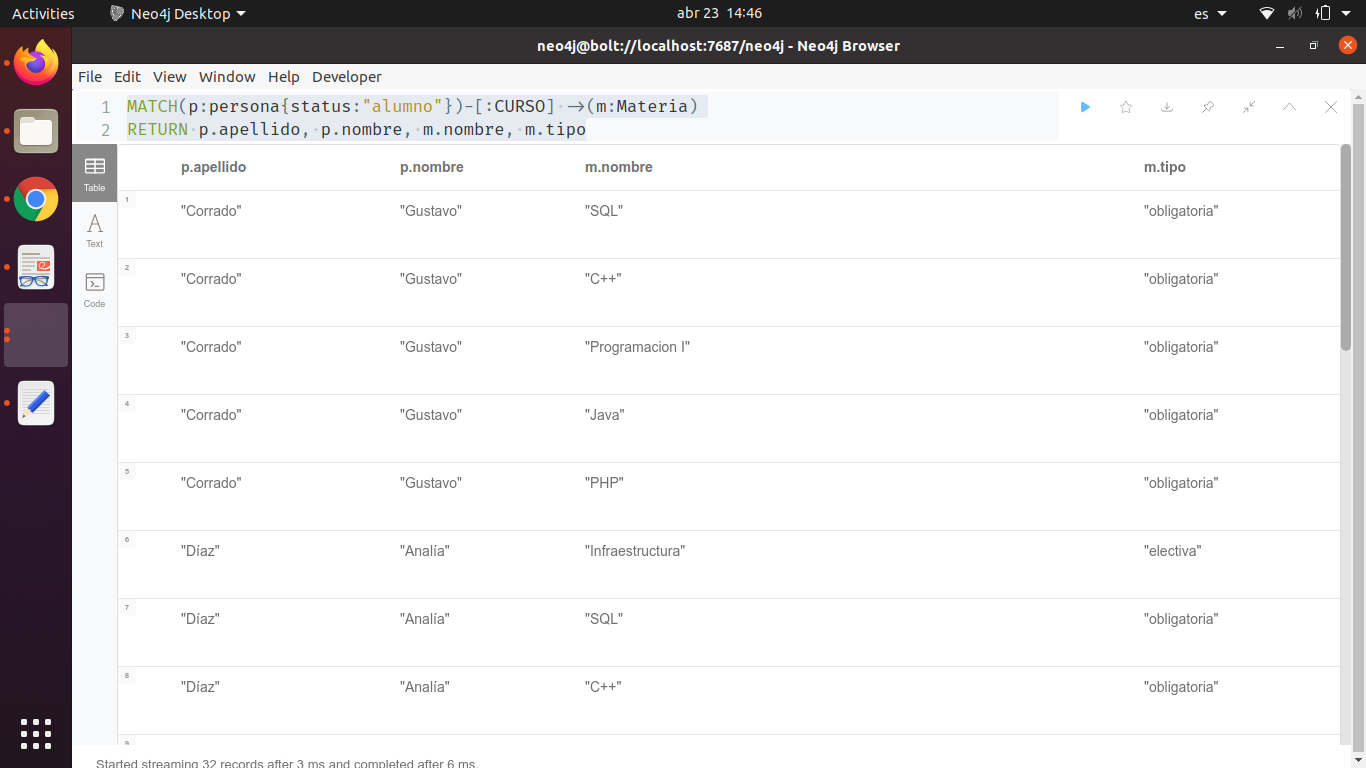 Activities Neo4j Desktop abr 23 14:46 es
neo4j@bolt://localhost:7687/neo4j - Neo4j Browser
File Edit View Window Help Developer
1 MATCH(p:persona{status:"alumno"})-[:CURSO] ->(m:Materia)
2 RETURN p.apellido, p.nombre, m.nombre, m.tipo
Table
Text
Code
p.apellido p.nombre m.nombre m.tipo
1 "Corrado" "Gustavo" "SQL" "obligatoria"
2 "Corrado" "Gustavo" "C++" "obligatoria"
3 "Corrado" "Gustavo" "Programacion I" "obligatoria"
4 "Corrado" "Gustavo" "Java" "obligatoria"
5 "Corrado" "Gustavo" "PHP" "obligatoria"
6 "Díaz" "Analía" "Infraestructura" "electiva"
7 "Díaz" "Analía" "SQL" "obligatoria"
8 "Díaz" "Analía" "C++" "obligatoria"
9
Started streaming 32 records after 3 ms and completed after 6 ms.